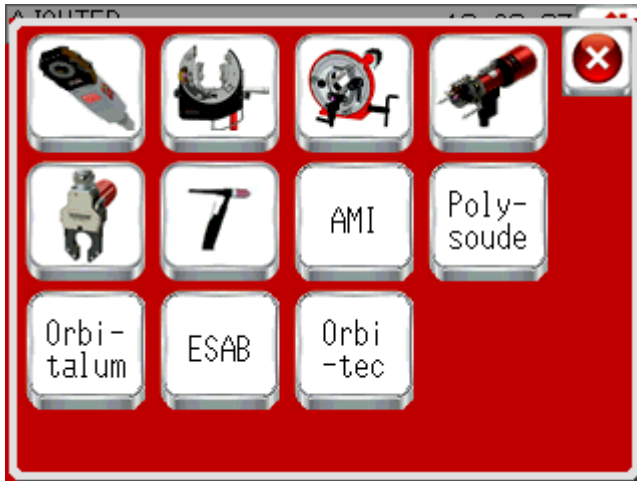 AJOUTER
AMI
Poly-
soude
Orbi-
talum
ESAB
Orbi
-tec